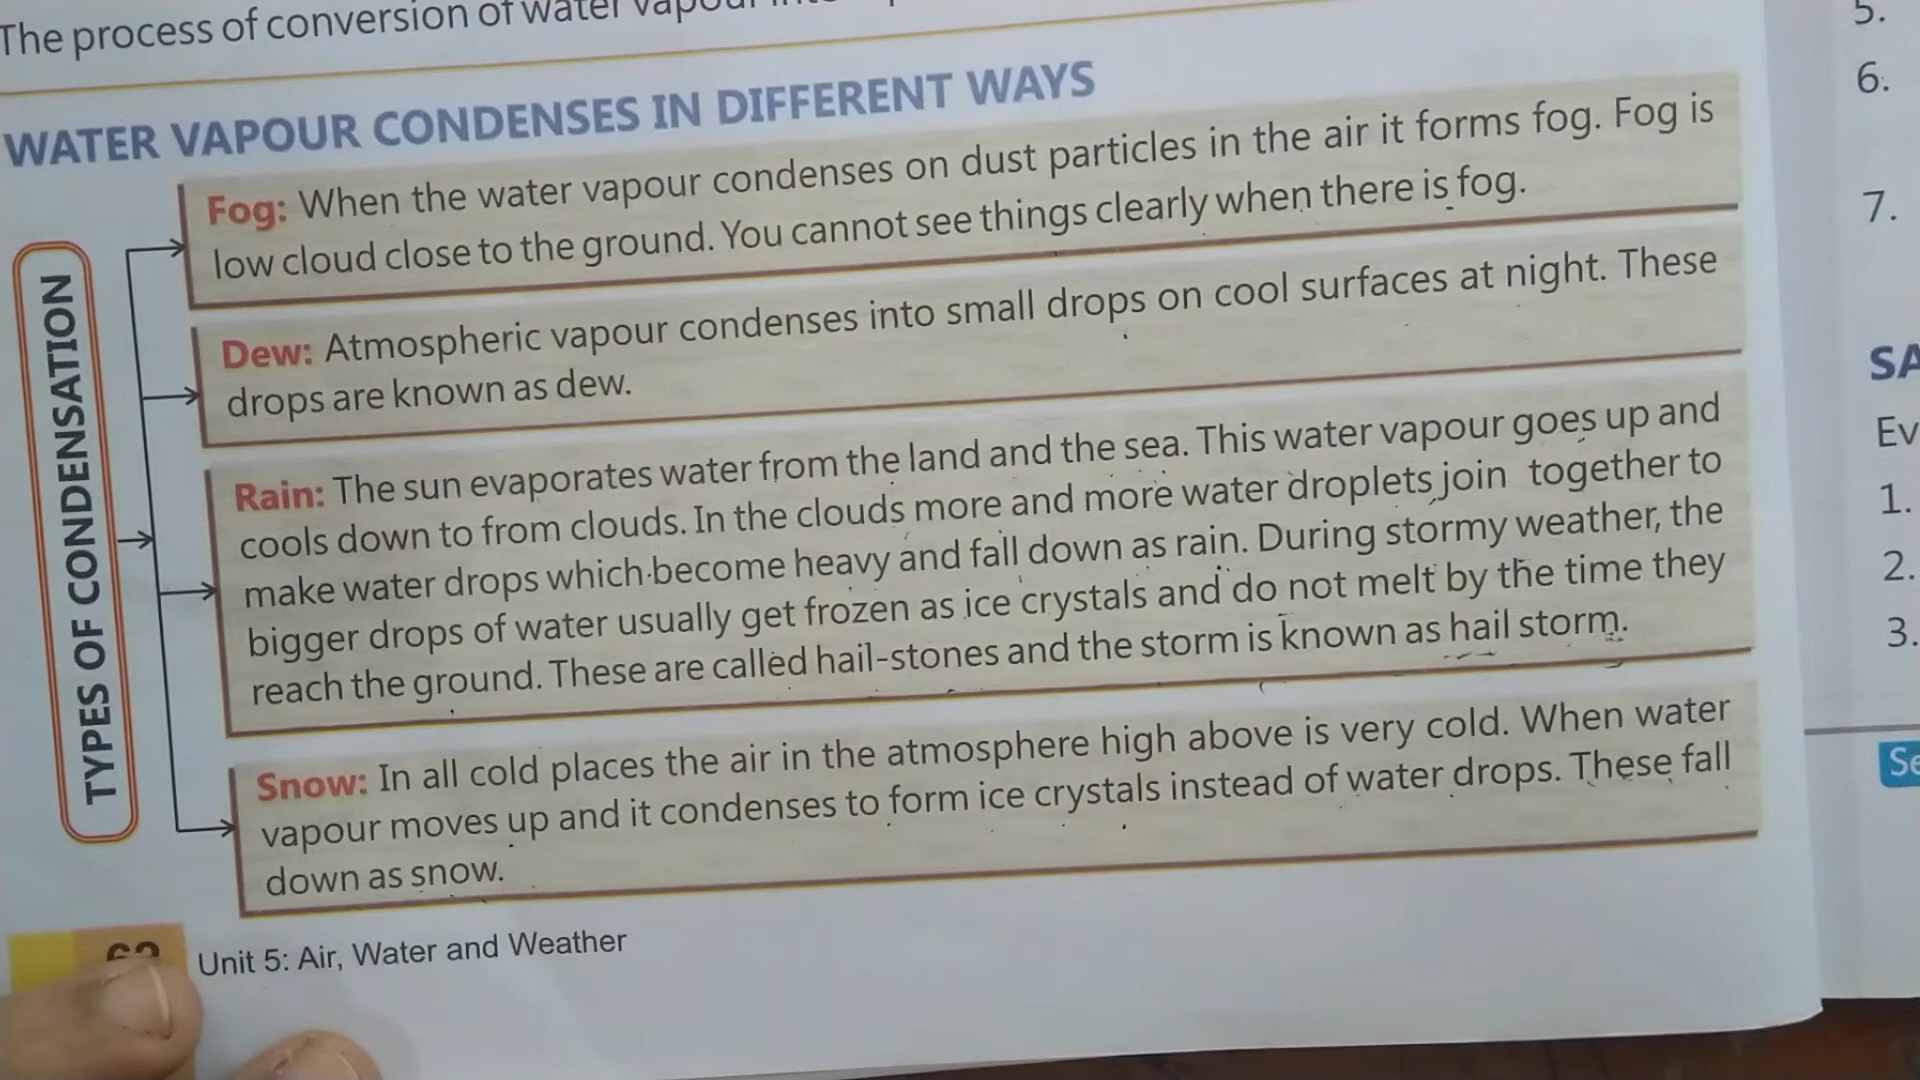 The process of conversion of water vapour
WATER VAPOUR CONDENSES IN DIFFERENT WAYS
TYPES OF CONDENSATION
Fog: When the water vapour condenses on dust particles in the air it forms fog. Fog is
low cloud close to the ground. You cannot see things clearly when there is fog.
Dew: Atmospheric vapour condenses into small drops on cool surfaces at night. These
drops are known as dew.
Rain: The sun evaporates water from the land and the sea. This water vapour goes up and
cools down to from clouds. In the clouds more and more water droplets join together to
make water drops which become heavy and fall down as rain. During stormy weather, the
bigger drops of water usually get frozen as ice crystals and do not melt by the time they
reach the ground. These are called hail-stones and the storm is known as hail storm.
Snow: In all cold places the air in the atmosphere high above is very cold. When water
vapour moves up and it condenses to form ice crystals instead of water drops. These fall
down as snow.
Unit 5: Air, Water and Weather
5.
6.
7.
SA
Ev
1.
2.
3.
Se